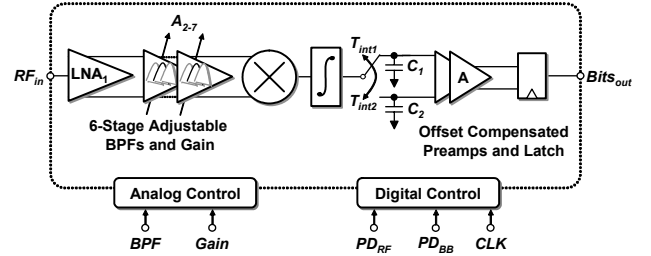 A2-7
RFin
LNA1
6-Stage Adjustable
BPFs and Gain
∫
Tint1
Tint2
C1
C2
A
Offset Compensated
Preamps and Latch
Bitsout
Analog Control
Digital Control
BPF
Gain
PDRF
PDBB
CLK